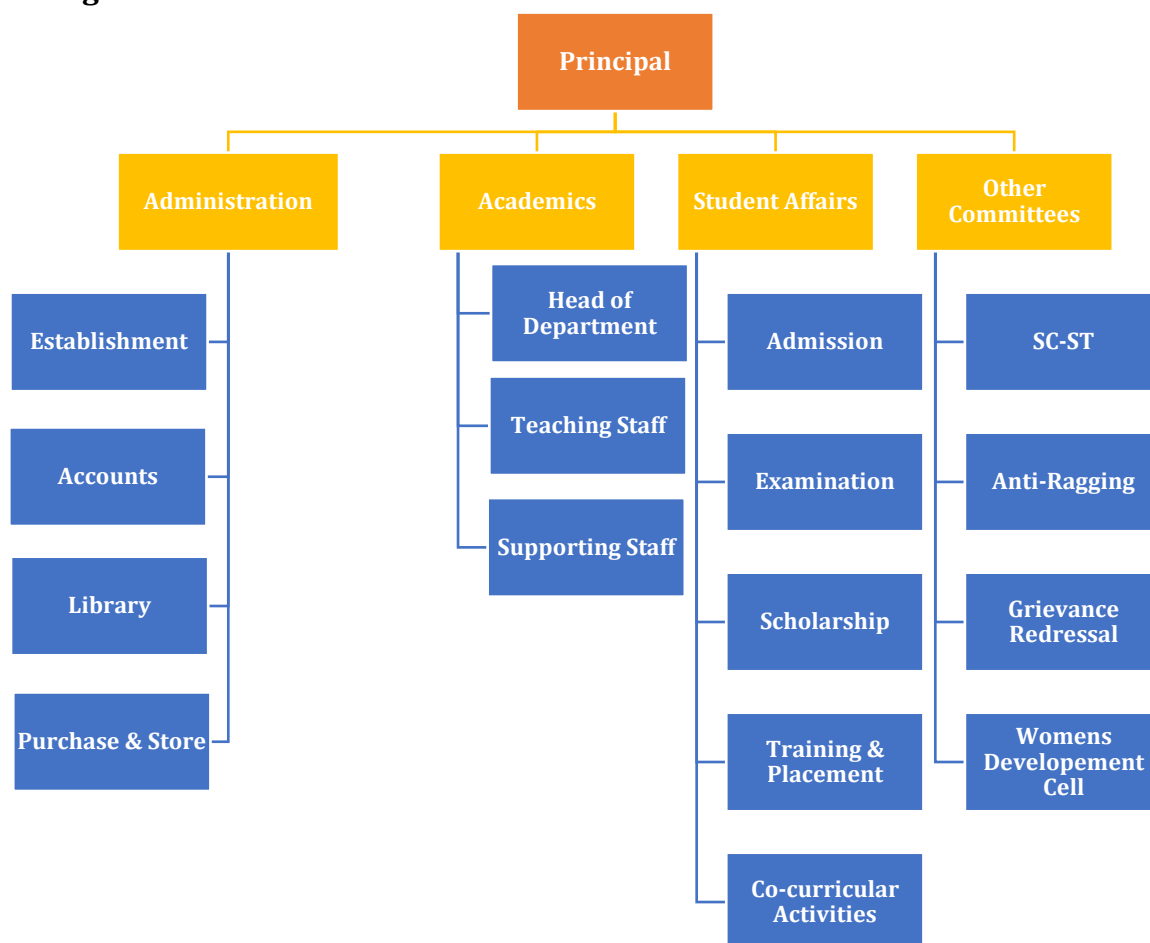 Principal
Administration
Academics
Student Affairs
Other
Committees
Establishment
Accounts
Library
Purchase & Store
Head of
Department
Teaching Staff
Supporting Staff
Admission
Examination
Scholarship
Training &
Placement
Co-curricular
Activities
SC-ST
Anti-Ragging
Grievance
Redressal
Womens
Developement
Cell